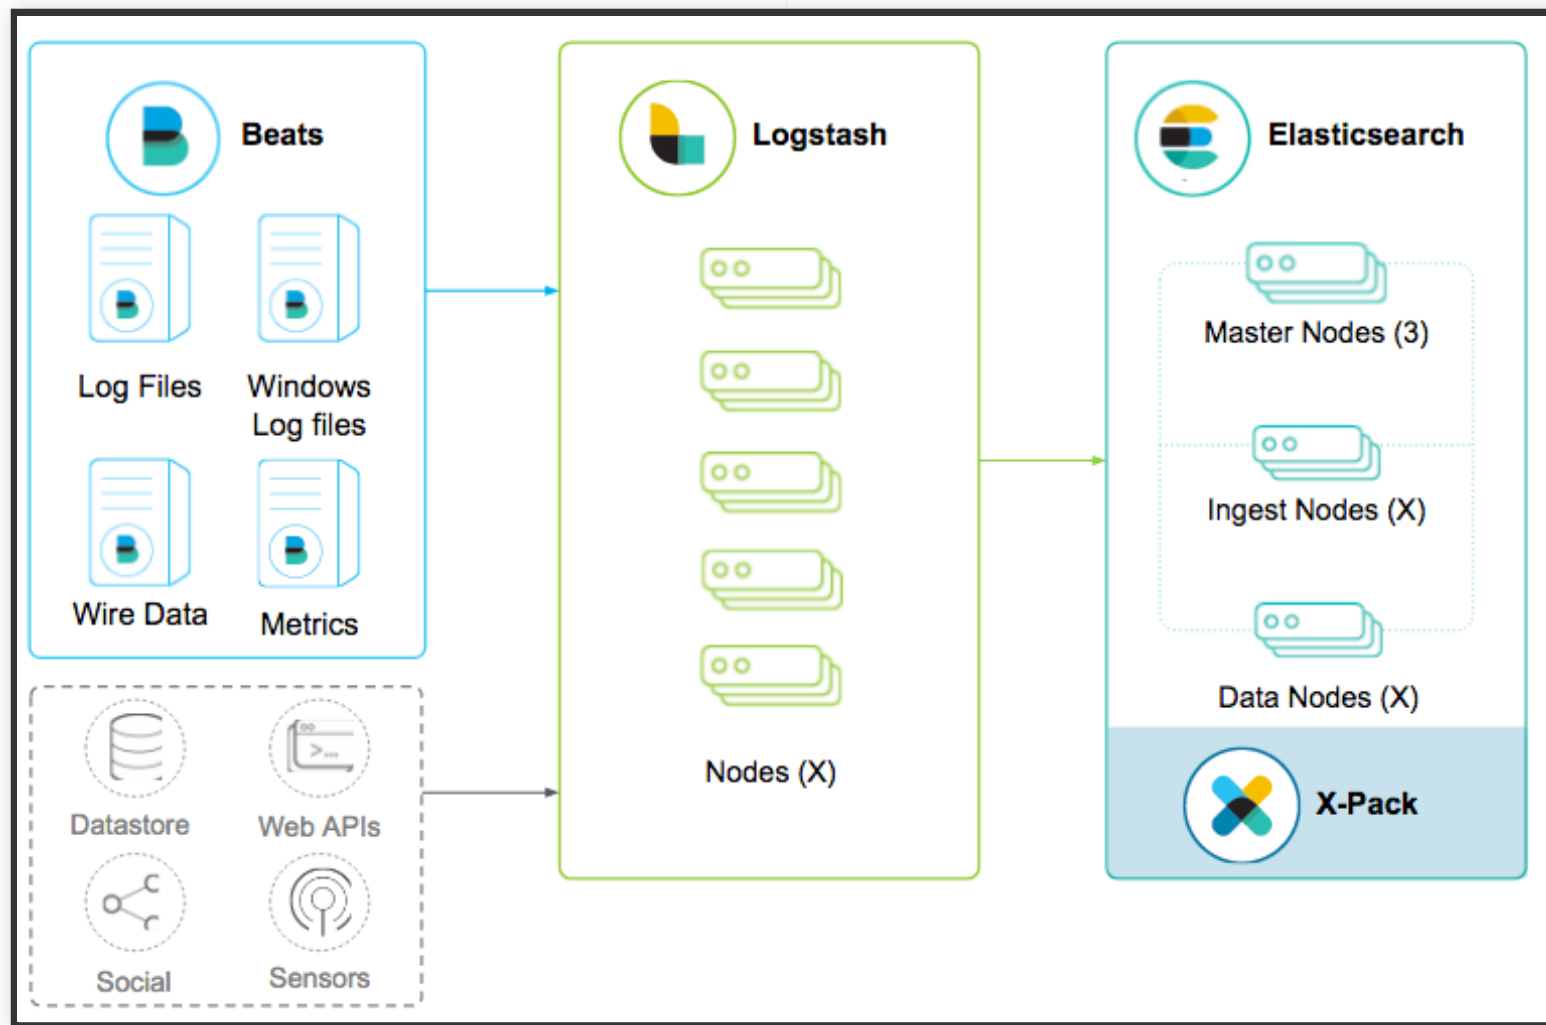 Beats
Log Files
Windows
Log files
Wire Data
Metrics
Datastore
Web APIs
>_...
Social
Sensors
Logstash
Nodes (X)
Elasticsearch
Master Nodes (3)
Ingest Nodes (X)
Data Nodes (X)
X-Pack